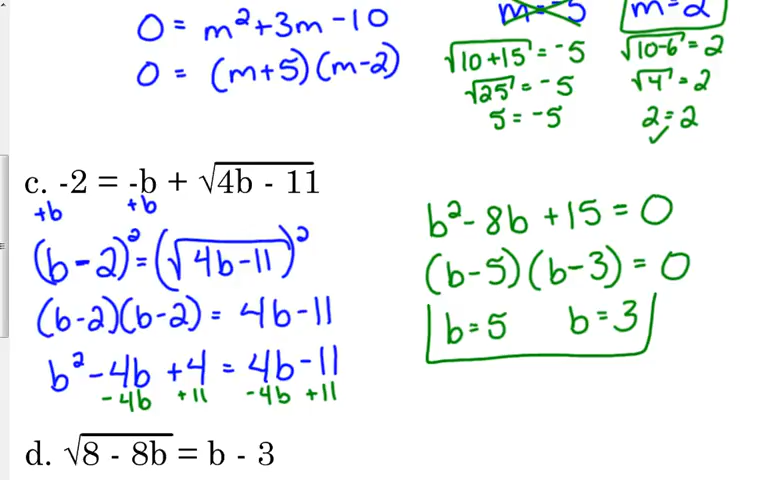 0 = m² + 3m - 10
0 = (m+5)(m-2)
m = -5
√(10+15) = -5
√25 = -5
5 = -5
m = 2
√(10-6) = 2
√4 = 2
2 = 2 ✓
c. -2 = -b + √(4b - 11)
+b +b
(b-2)² = (√(4b-11))²
(b-2)(b-2) = 4b-11
b² - 4b + 4 = 4b - 11
-4b +11 -4b +11
b² - 8b + 15 = 0
(b-5)(b-3) = 0
b = 5 b = 3
d. √(8 - 8b) = b - 3